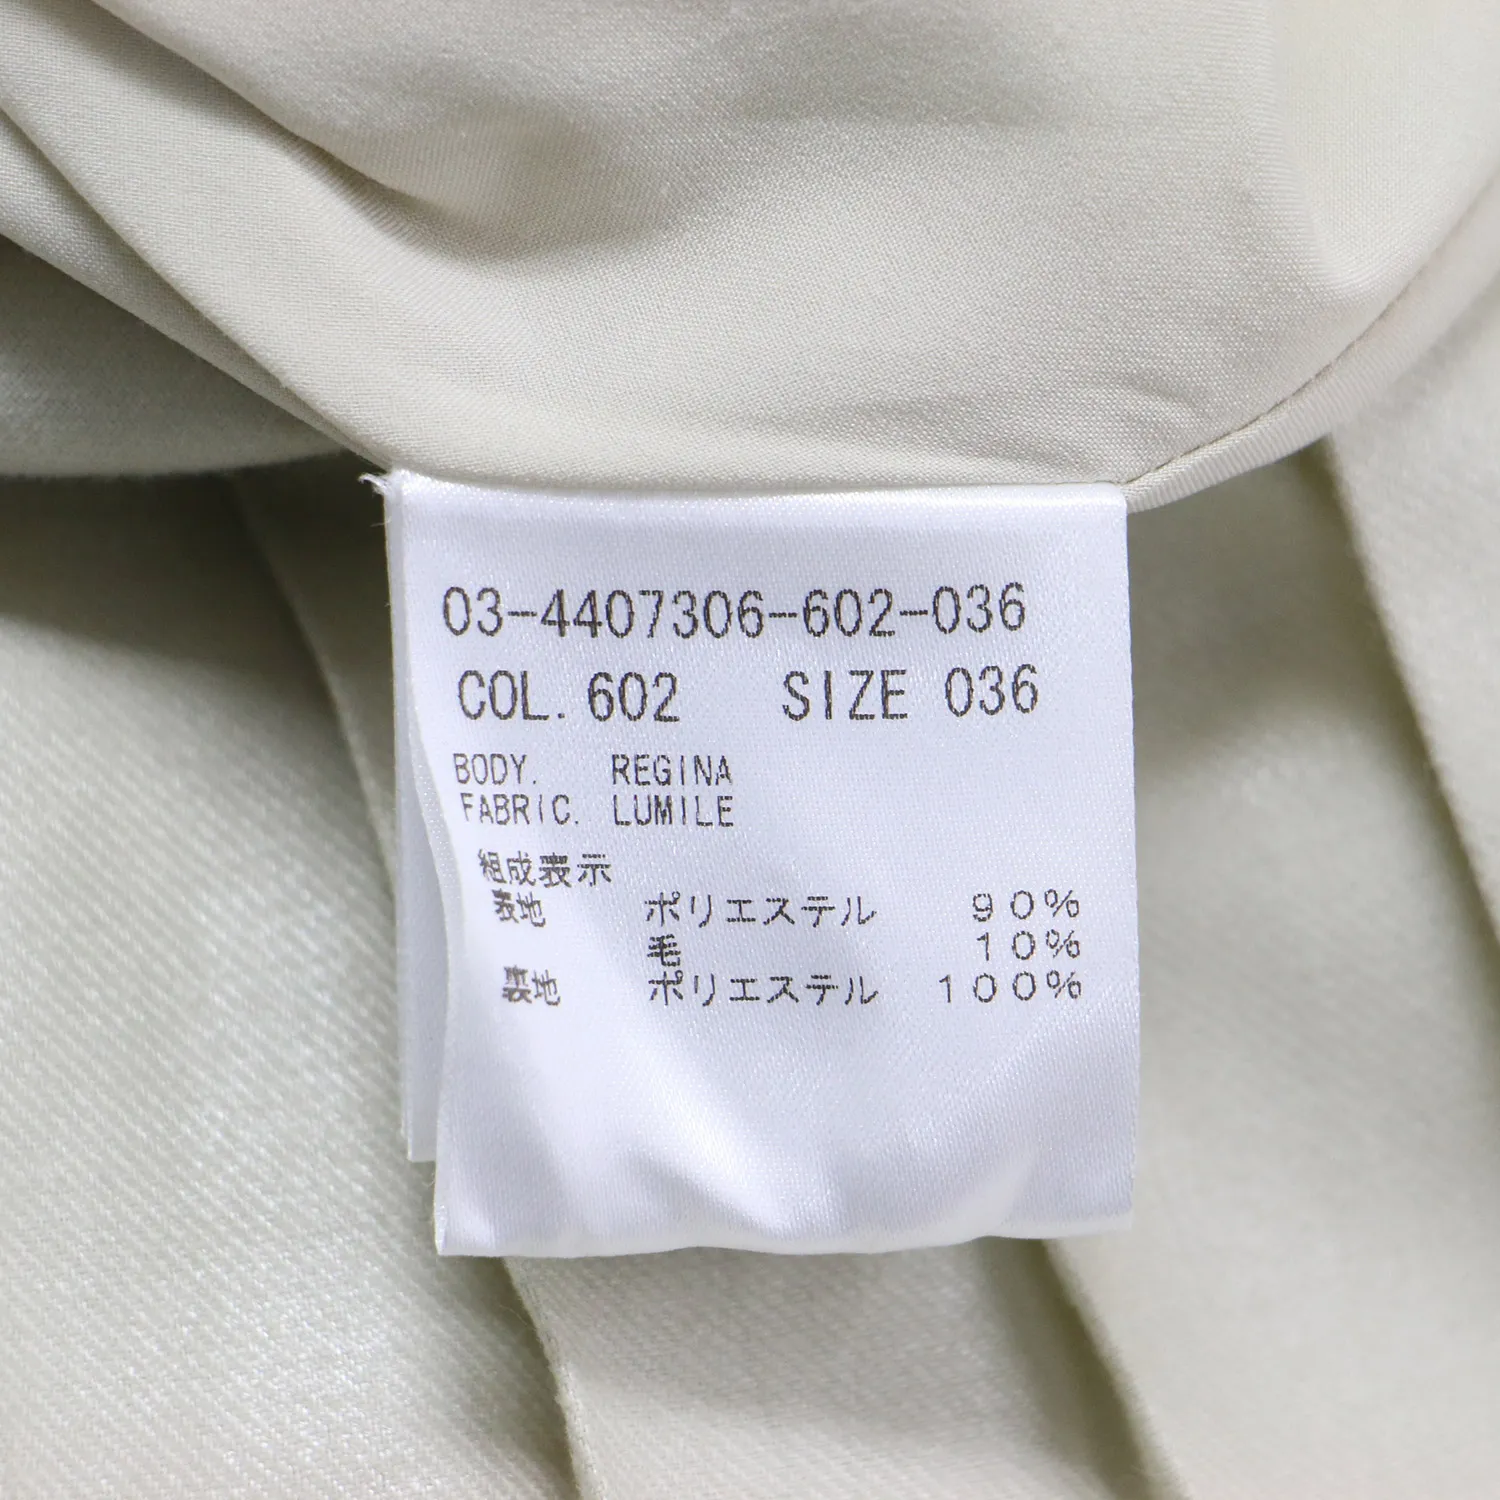 03-4407306-602-036
COL. 602 SIZE 036
BODY. REGINA
FABRIC. LUMILE
組成表示
表地 ポリエステル 90%
毛 10%
裏地 ポリエステル 100%